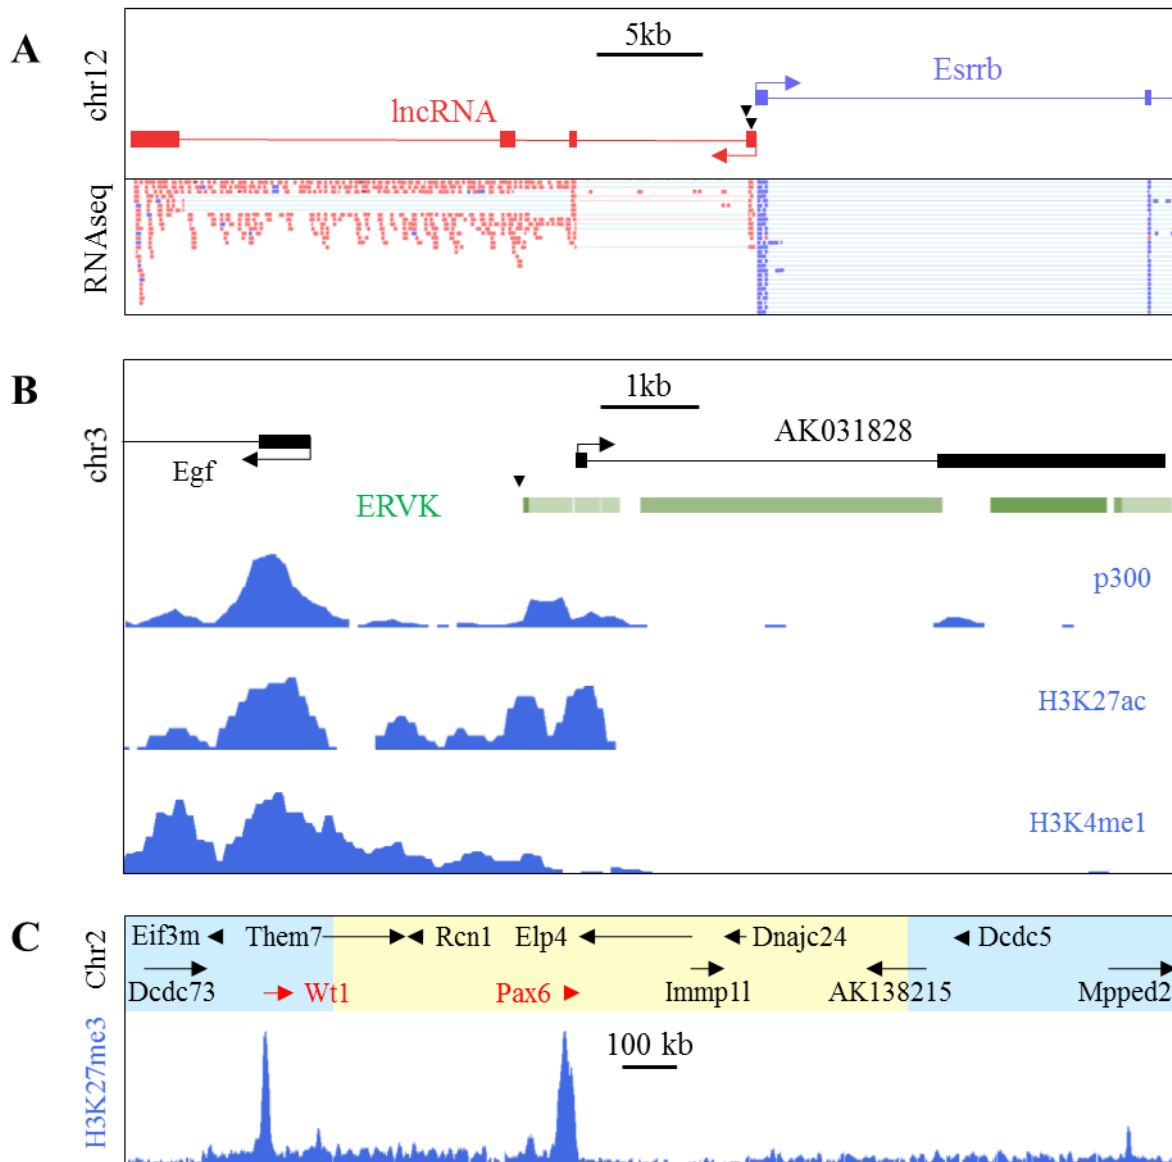 A
chr12
5kb
Esrrb
lncRNA
RNAseq
B
chr3
1kb
AK031828
Egf
ERVK
p300
H3K27ac
H3K4me1
C
Chr2
Eif3m Them7 Rcn1 Elp4 Dnajc24 Dcdc5
Dcdc73 Wt1 Pax6 Immp1l AK138215 Mpped2
H3K27me3
100 kb